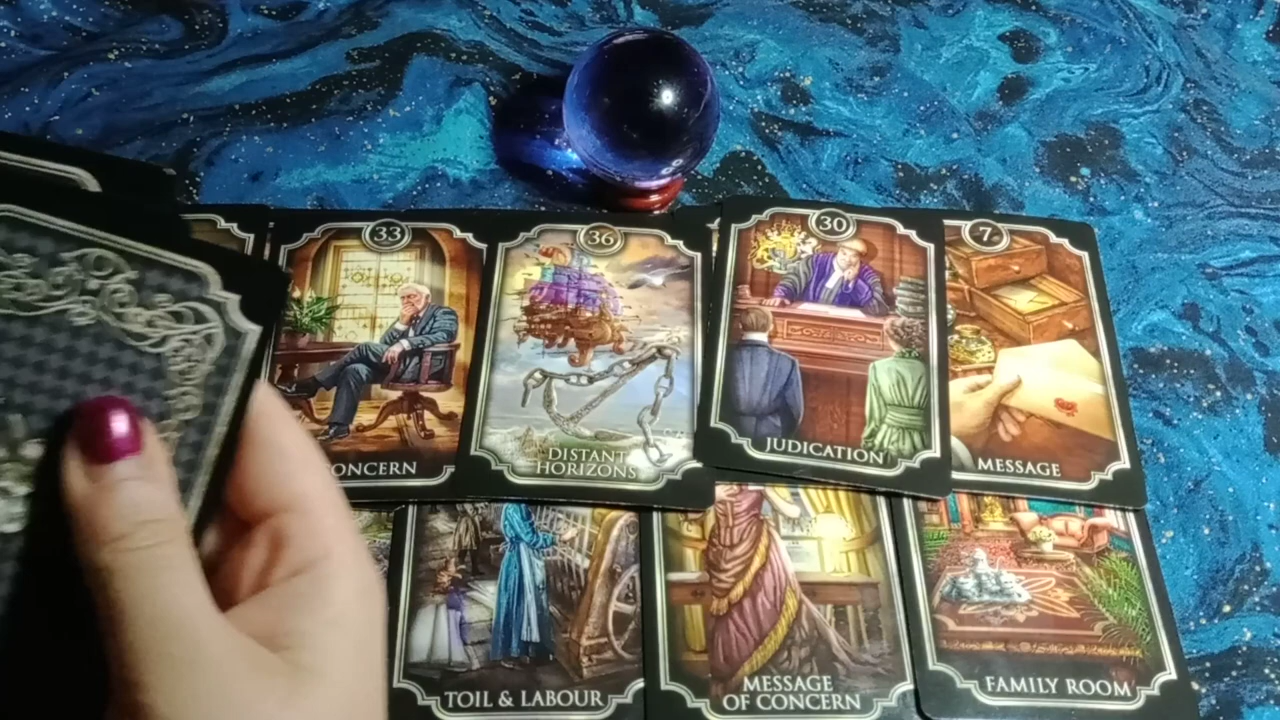 33
36
30
7
CONCERN
DISTANT
HORIZONS
JUDICATION
MESSAGE
TOIL & LABOUR
MESSAGE
OF CONCERN
FAMILY ROOM